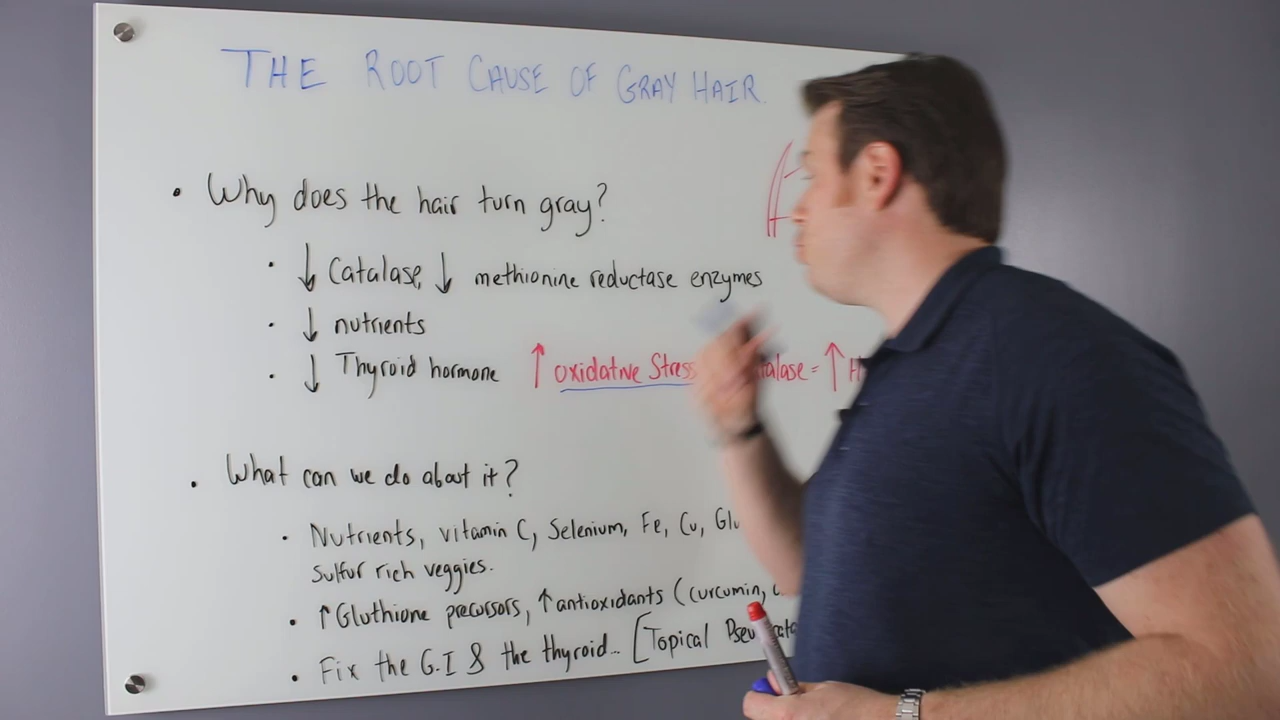 THE ROOT CAUSE OF GRAY HAIR
• Why does the hair turn gray?
• ↓ Catalase, ↓ methionine reductase enzymes
• ↓ nutrients
• ↓ Thyroid hormone ↑ oxidative Stress = ↑
• What can we do about it?
• Nutrients, vitamin C, Selenium, Fe, Cu,
Sulfur rich veggies.
• ↑ Gluthione precursors, ↑ antioxidants (curcumin,
• Fix the G.I & the thyroid... [Topical